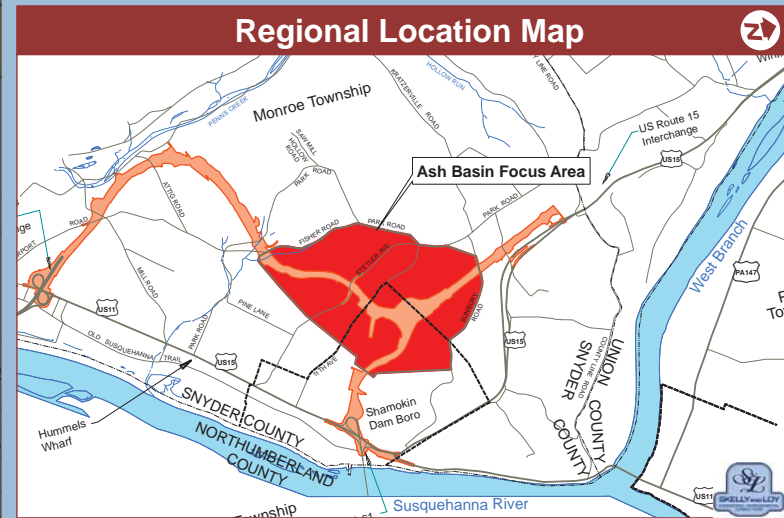 Regional Location Map
Z
Monroe Township
PENNS CREEK
HOLLOW RUN
KRATZERVILLE ROAD
Y LINE ROAD
US Route 15
Interchange
US15
SAW MILL
HOLLOW
ROAD
PARK ROAD
Ash Basin Focus Area
ATTIG ROAD
FISHER ROAD
PARK ROAD
PARK ROAD
ROAD
STETLER AVE
West Branch
PA147
MILL ROAD
PINE LANE
SUNBURY
ROAD
US11
OLD SUSQUEHANNA TRAIL
PARK ROAD
US15
11TH AVE
US15
UNION COUNTY
COUNTY LINE ROAD
SNYDER COUNTY
Hummels
Wharf
SNYDER COUNTY
NORTHUMBERLAND
COUNTY
Shamokin
Dam Boro
Susquehanna River
US11
SL
SKELLY AND LOY